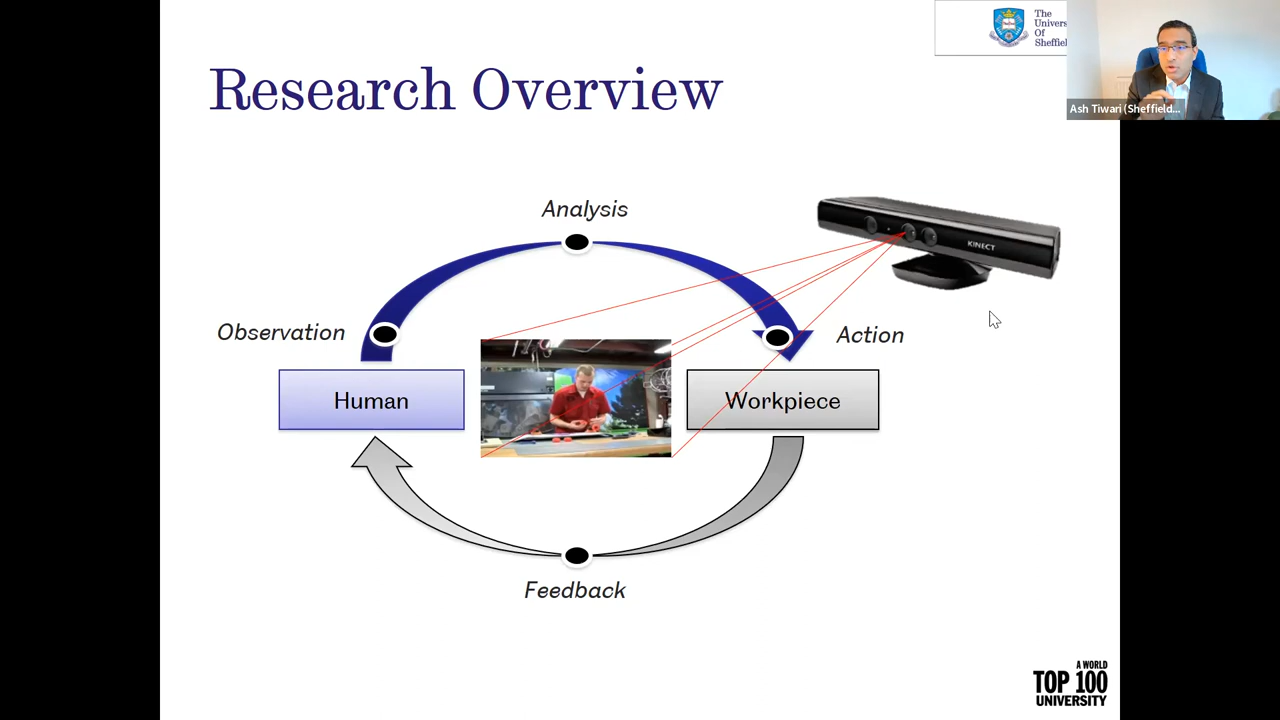 The
Univers
Of
Sheffiel
Ash Tiwari (Sheffield...
Research Overview
Analysis
KINECT
Observation
Action
Human
Workpiece
Feedback
A WORLD
TOP 100
UNIVERSITY